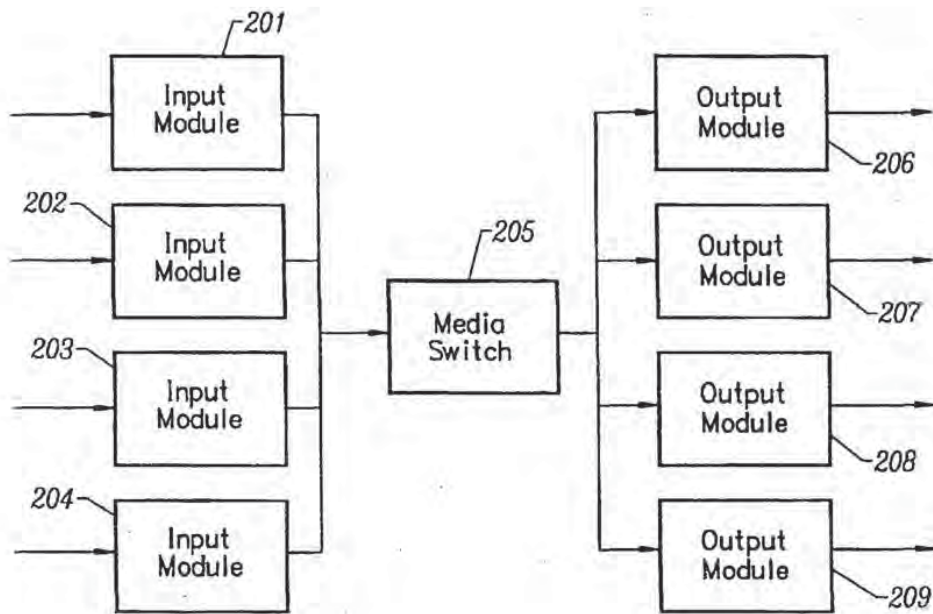 201
Input
Module
202
Input
Module
203
Input
Module
204
Input
Module
205
Media
Switch
Output
Module
206
Output
Module
207
Output
Module
208
Output
Module
209